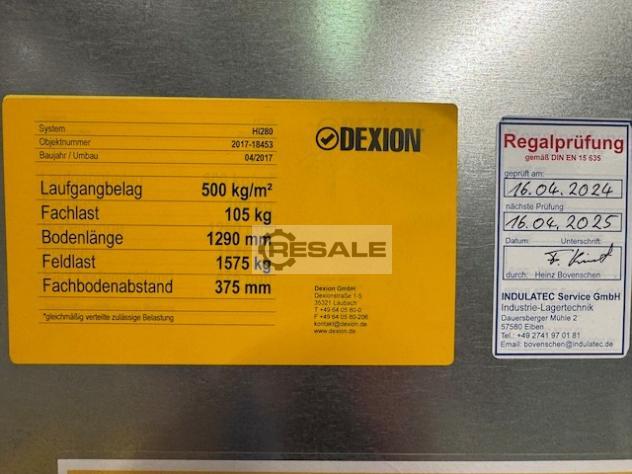 System HI280
Objektnummer 2017-18453
Baujahr / Umbau 04/2017
DEXION
Laufgangbelag 500 kg/m²
Fachlast 105 kg
Bodenlänge 1290 mm
Feldlast 1575 kg
Fachbodenabstand 375 mm
RESALE
*gleichmäßig verteilte zulässige Belastung
Dexion GmbH
Dexionstraße 1-5
35321 Laubach
T +49 64 05 80-0
F +49 64 05 80-206
kontakt@dexion.de
www.dexion.de
Regalprüfung
gemäß DIN EN 15 635
geprüft am:
16.04.2024
nächste Prüfung
16.04.2025
Datum: Unterschrift:
durch: Heinz Bovenschen
INDULATEC Service GmbH
Industrie-Lagertechnik
Dauersberger Mühle 2
57580 Elben
Tel.: +49 2741 97 01 81
Email: bovenschen@indulatec.de